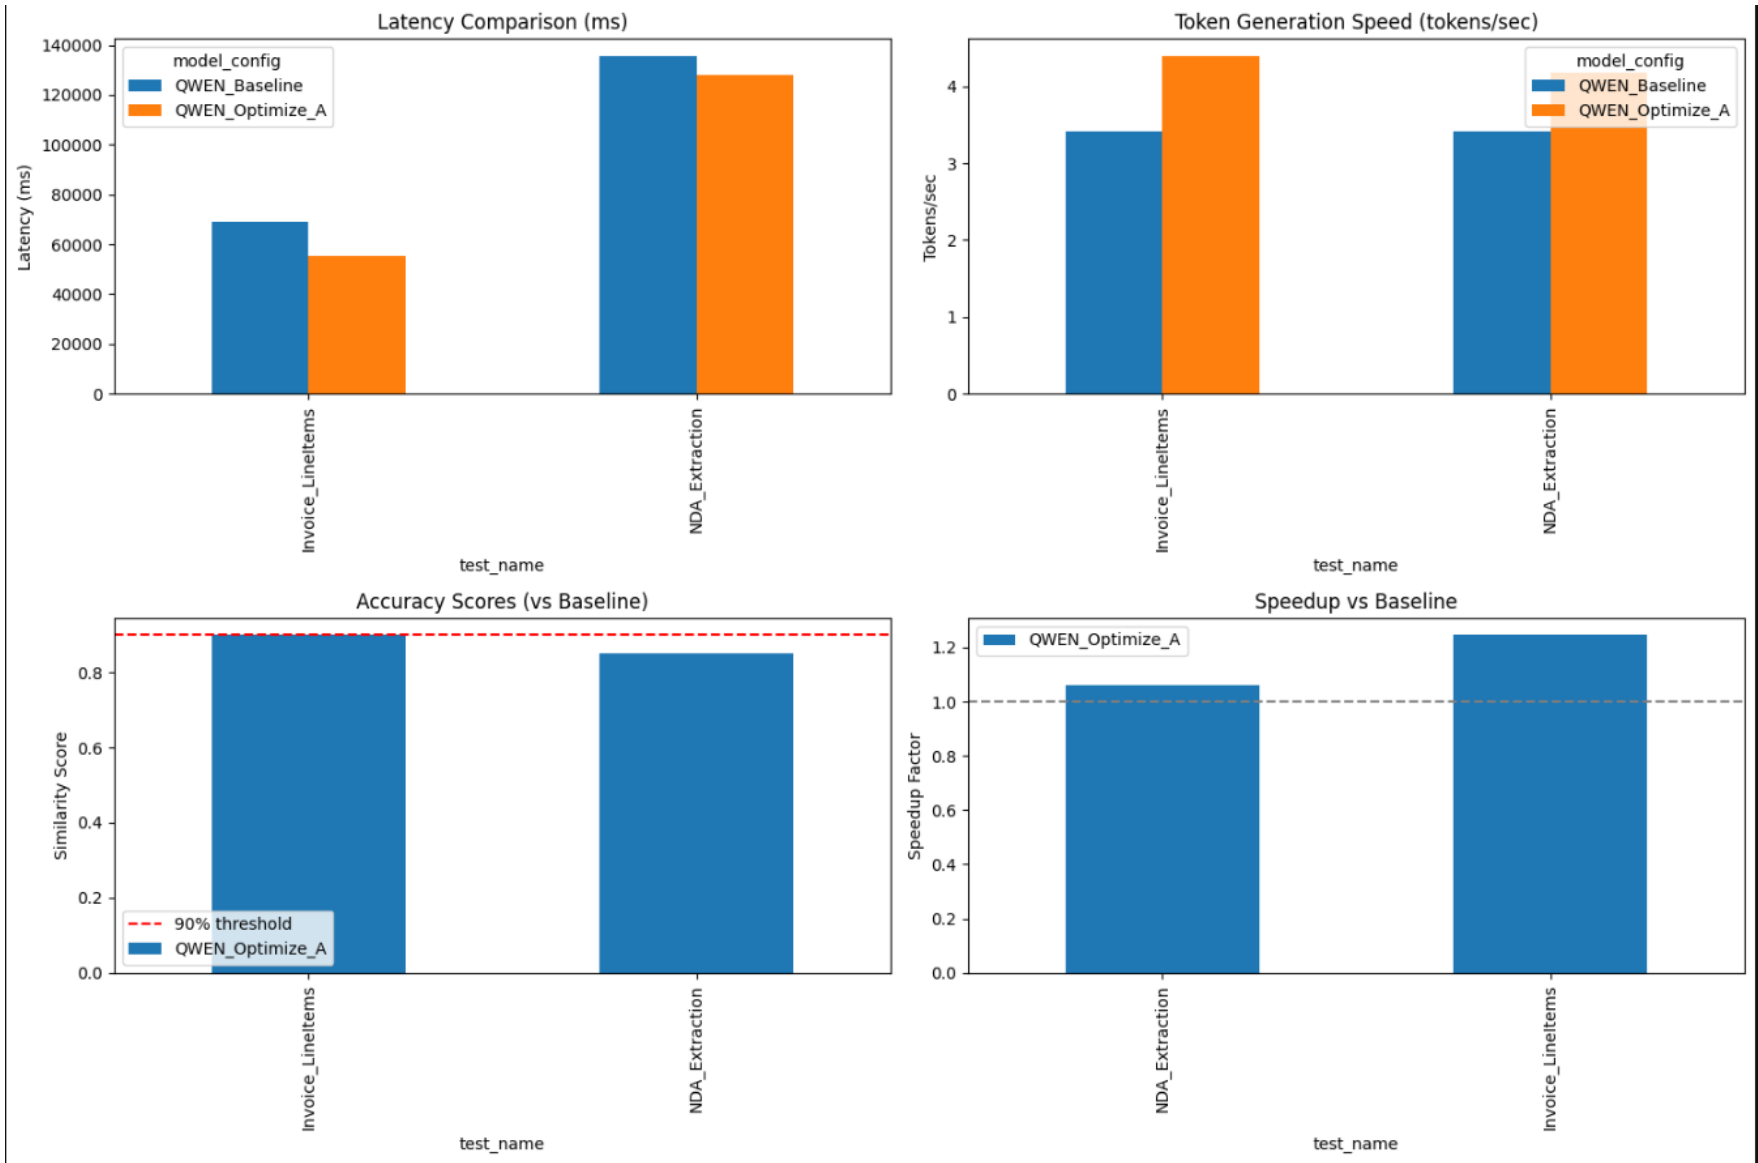 Latency Comparison (ms)
140000
120000
100000
80000
60000
40000
20000
0
Latency (ms)
model_config
QWEN_Baseline
QWEN_Optimize_A
Invoice_LineItems
NDA_Extraction
test_name
Token Generation Speed (tokens/sec)
4
3
2
1
0
Tokens/sec
model_config
QWEN_Baseline
QWEN_Optimize_A
Invoice_LineItems
NDA_Extraction
test_name
Accuracy Scores (vs Baseline)
0.8
0.6
0.4
0.2
0.0
Similarity Score
90% threshold
QWEN_Optimize_A
Invoice_LineItems
NDA_Extraction
test_name
Speedup vs Baseline
1.2
1.0
0.8
0.6
0.4
0.2
0.0
Speedup Factor
QWEN_Optimize_A
NDA_Extraction
Invoice_LineItems
test_name